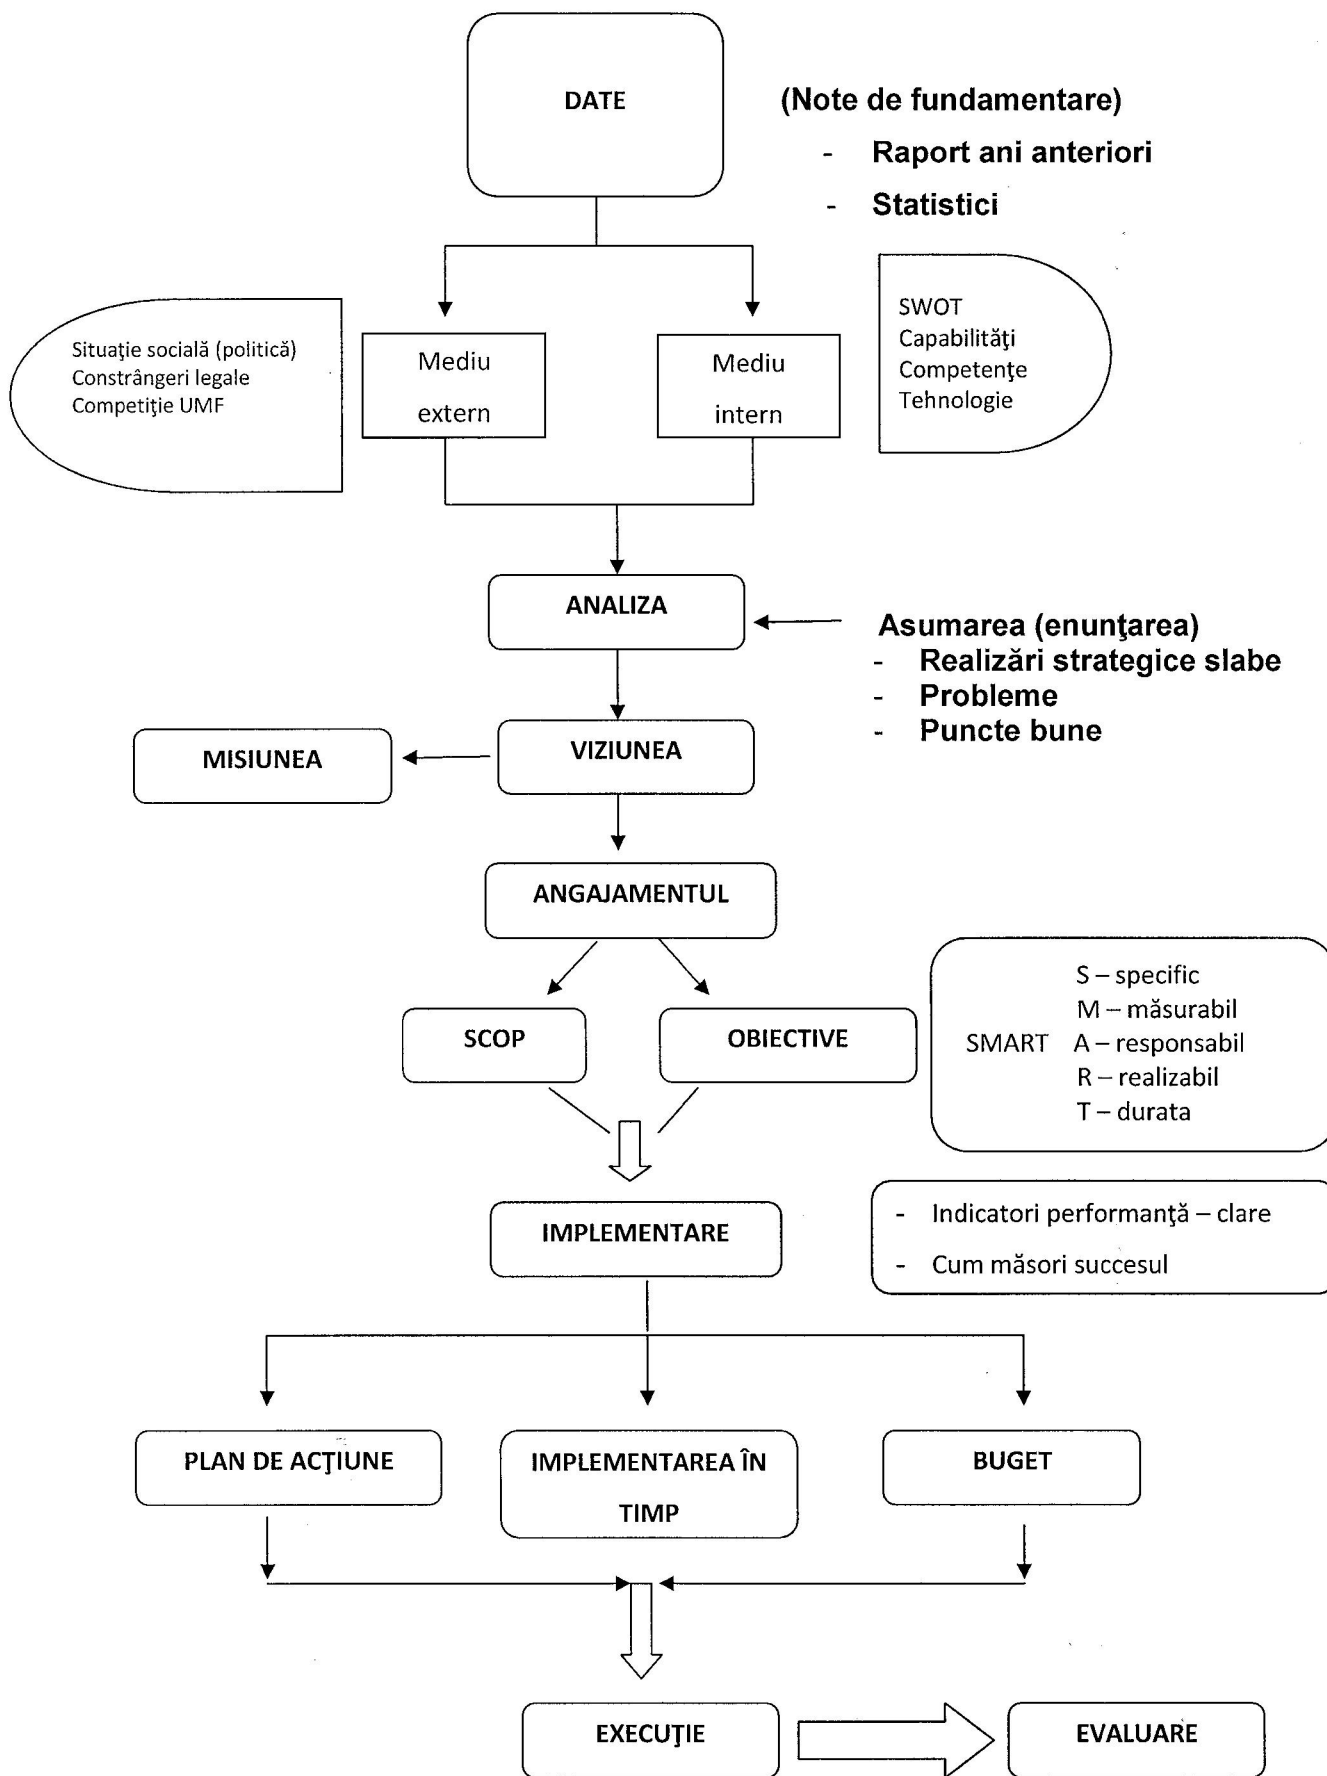 DATE
(Note de fundamentare)
- Raport ani anteriori
- Statistici
Situaţie socială (politică)
Constrângeri legale
Competiţie UMF
Mediu
extern
Mediu
intern
SWOT
Capabilităţi
Competenţe
Tehnologie
ANALIZA
Asumarea (enunţarea)
- Realizări strategice slabe
- Probleme
- Puncte bune
MISIUNEA
VIZIUNEA
ANGAJAMENTUL
SCOP
OBIECTIVE
S – specific
M – măsurabil
SMART A – responsabil
R – realizabil
T – durata
IMPLEMENTARE
- Indicatori performanţă – clare
- Cum măsori succesul
PLAN DE ACŢIUNE
IMPLEMENTAREA ÎN
TIMP
BUGET
EXECUŢIE
EVALUARE